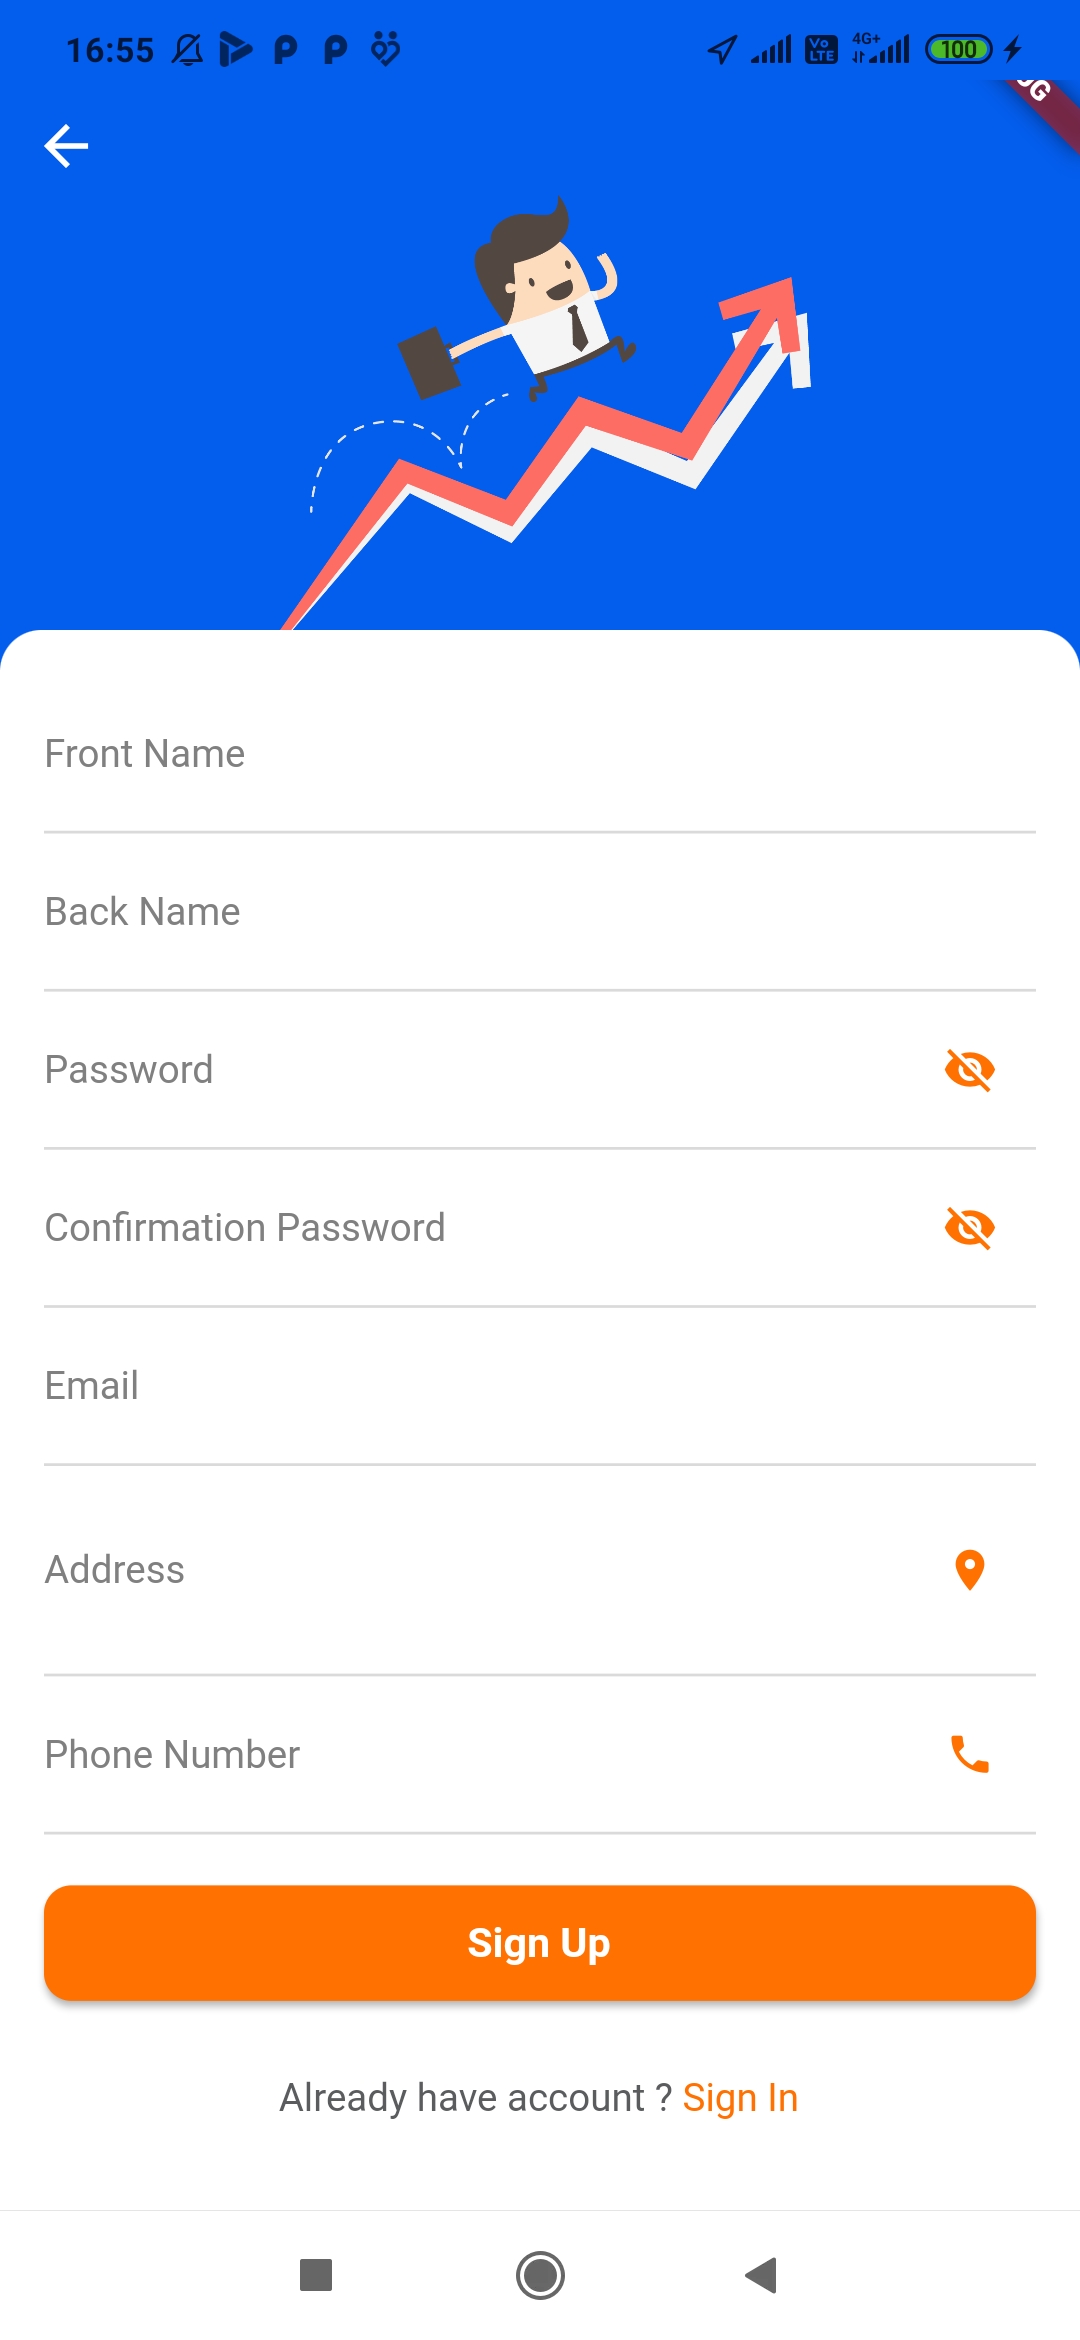 16:55
Vo LTE 4G+ 100
Front Name
Back Name
Password
Confirmation Password
Email
Address
Phone Number
Sign Up
Already have account ? Sign In